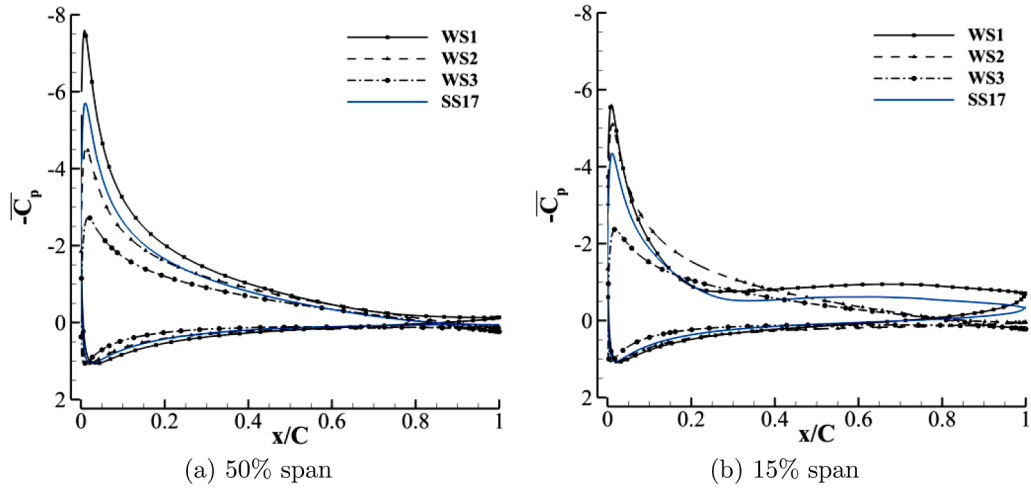 -8
-6
-4
-2
0
2
-C̅p
0 0.2 0.4 0.6 0.8 1
x/C
WS1
WS2
WS3
SS17
(a) 50% span
-8
-6
-4
-2
0
2
-C̅p
0 0.2 0.4 0.6 0.8 1
x/C
WS1
WS2
WS3
SS17
(b) 15% span